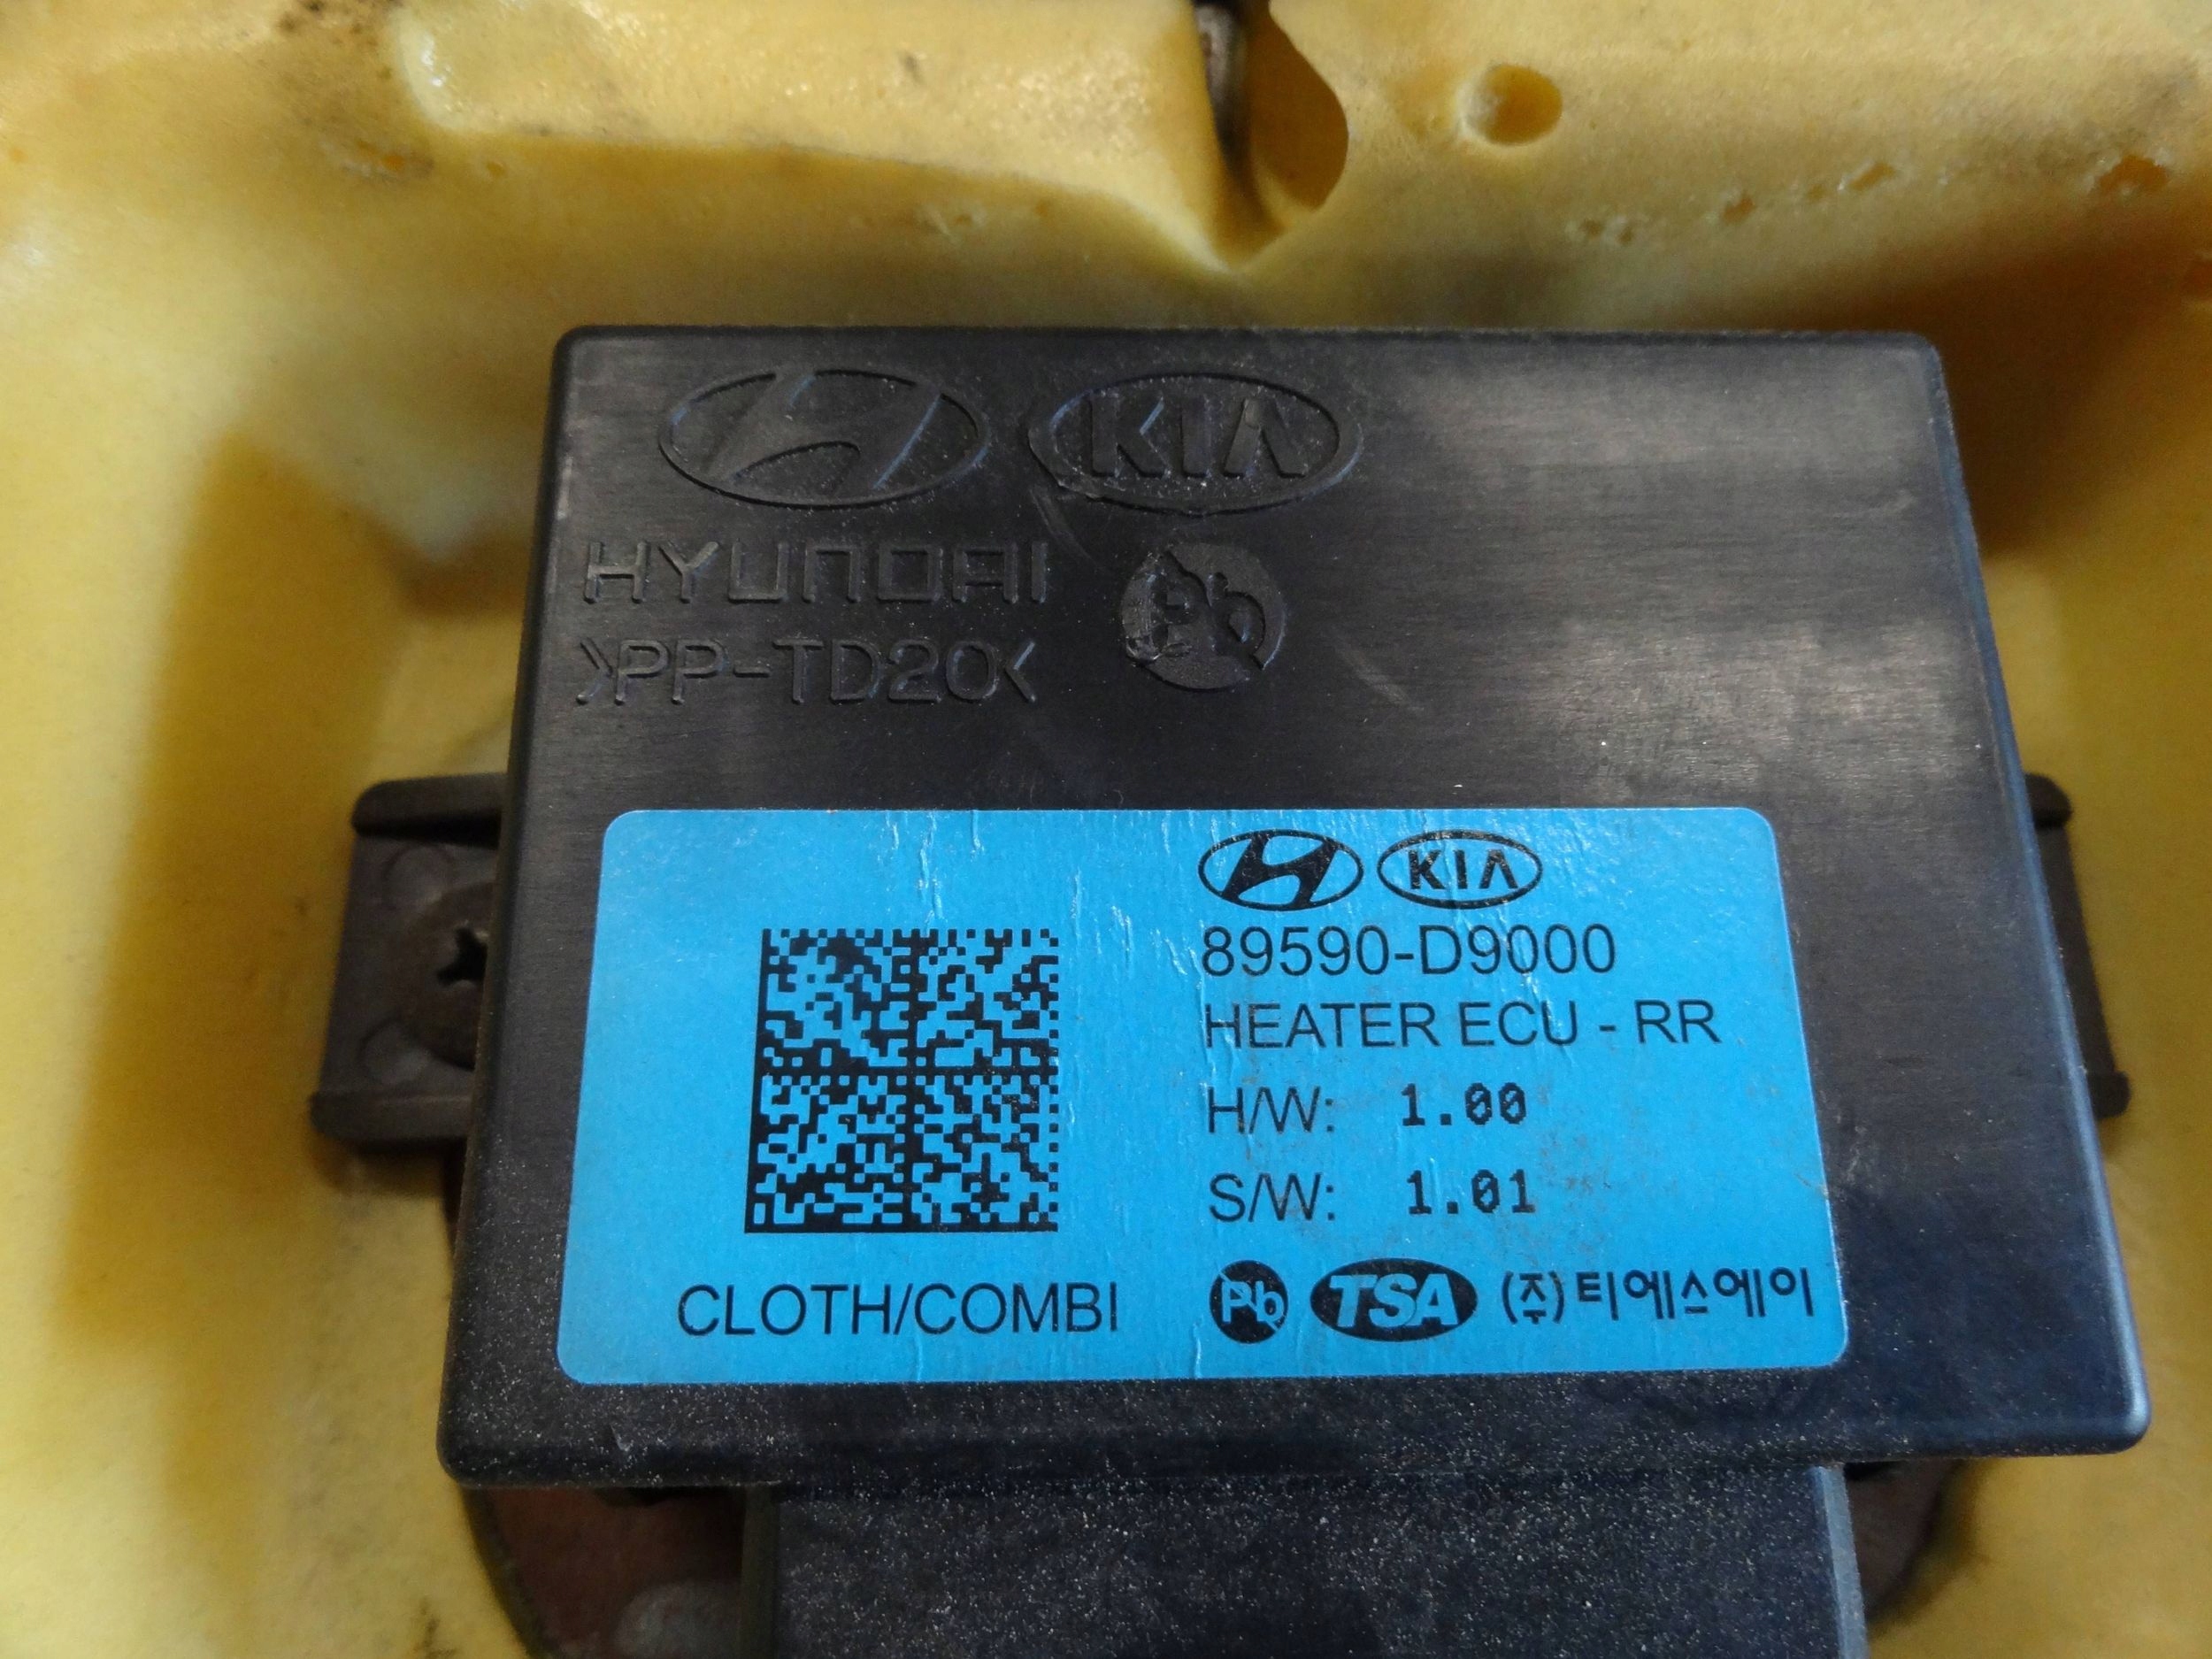 KIA
HYUNDAI
Pb
>PP-TD20<
KIA
89590-D9000
HEATER ECU - RR
H/W: 1.00
S/W: 1.01
CLOTH/COMBI
Pb TSA (주)티에스에이